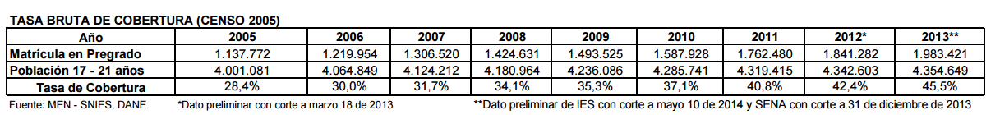 TASA BRUTA DE COBERTURA (CENSO 2005)
Año 2005 2006 2007 2008 2009 2010 2011 2012* 2013**
Matrícula en Pregrado 1.137.772 1.219.954 1.306.520 1.424.631 1.493.525 1.587.928 1.762.480 1.841.282 1.983.421
Población 17 - 21 años 4.001.081 4.064.849 4.124.212 4.180.964 4.236.086 4.285.741 4.319.415 4.342.603 4.354.649
Tasa de Cobertura 28,4% 30,0% 31,7% 34,1% 35,3% 37,1% 40,8% 42,4% 45,5%
Fuente: MEN - SNIES, DANE *Dato preliminar con corte a marzo 18 de 2013 **Dato preliminar de IES con corte a mayo 10 de 2014 y SENA con corte a 31 de diciembre de 2013